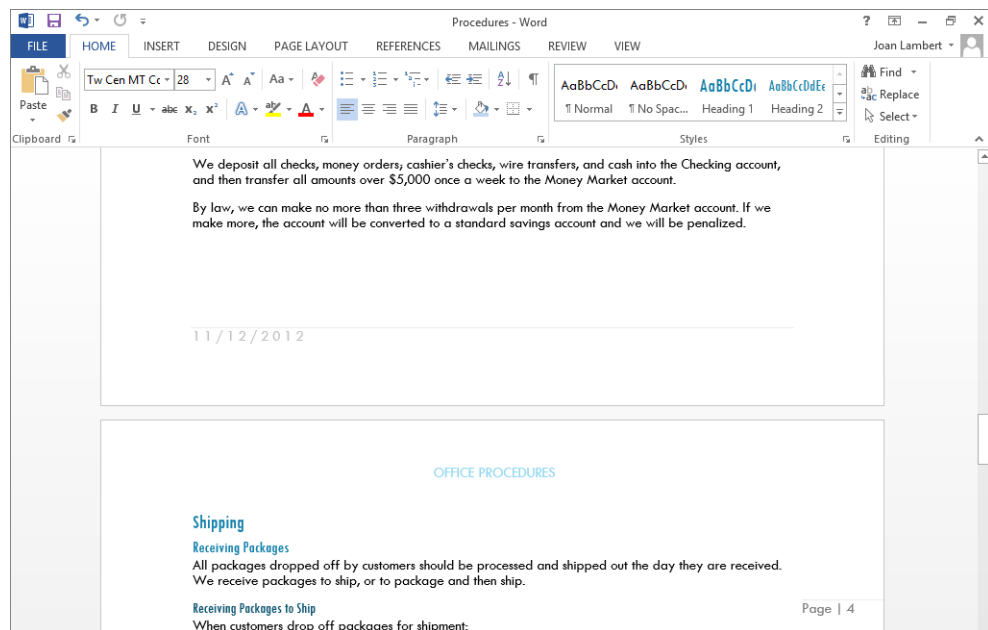 Procedures - Word
FILE HOME INSERT DESIGN PAGE LAYOUT REFERENCES MAILINGS REVIEW VIEW Joan Lambert
Tw Cen MT Cc 28 Aa
Find
Paste
AaBbCcD AaBbCcD AaBbCcD AaBbCcDdEe
Replace
B I U abc
¶ Normal ¶ No Spac... Heading 1 Heading 2
Select
Clipboard Font Paragraph Styles Editing
We deposit all checks, money orders; cashier's checks, wire transfers, and cash into the Checking account,
and then transfer all amounts over $5,000 once a week to the Money Market account.
By law, we can make no more than three withdrawals per month from the Money Market account. If we
make more, the account will be converted to a standard savings account and we will be penalized.
11/12/2012
OFFICE PROCEDURES
Shipping
Receiving Packages
All packages dropped off by customers should be processed and shipped out the day they are received.
We receive packages to ship, or to package and then ship.
Receiving Packages to Ship
Page | 4
When customers drop off packages for shipment: